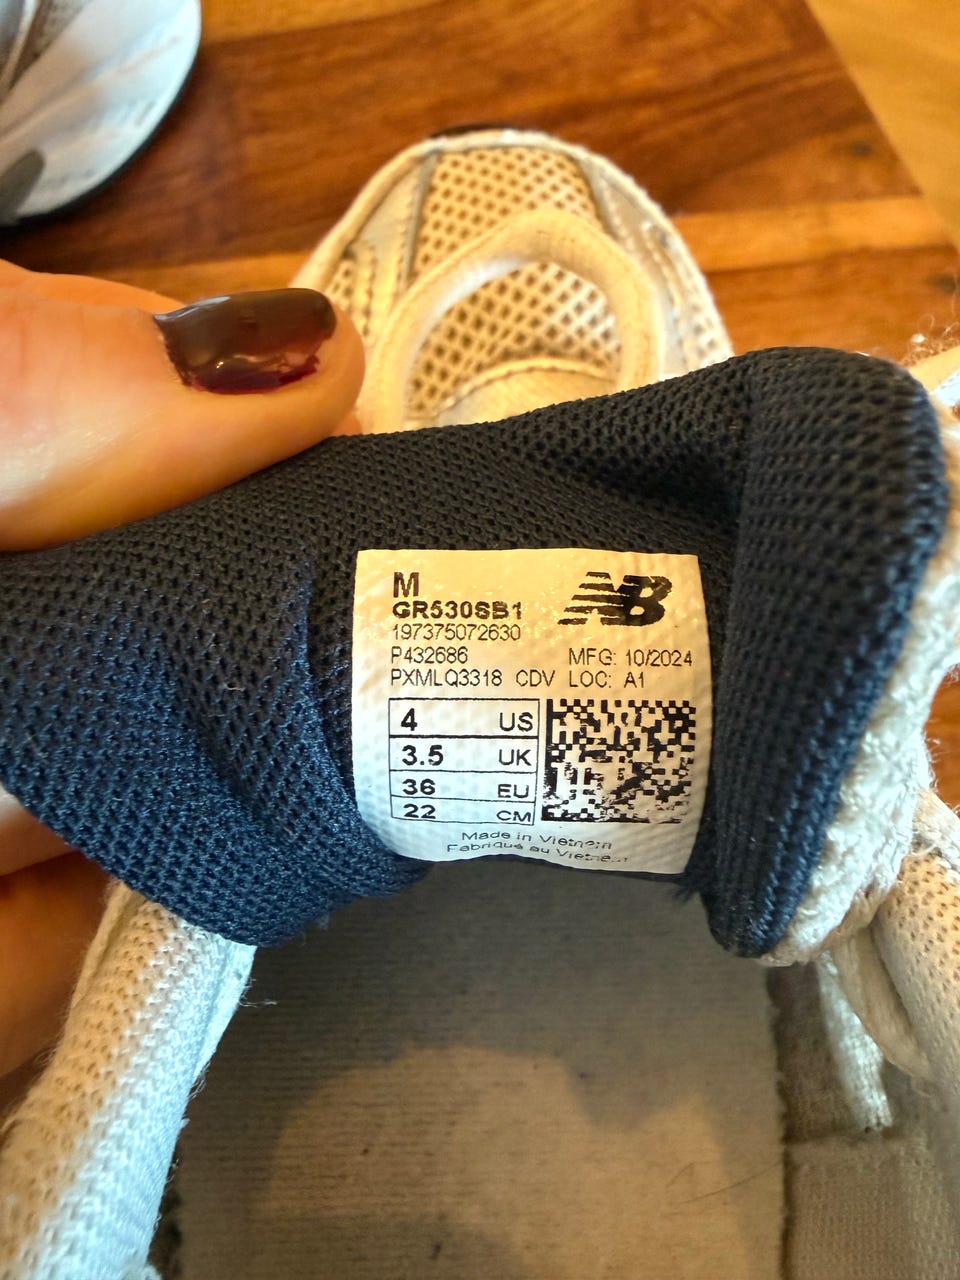 M
NB
GR530SB1
197375072630
P432686 MFG: 10/2024
PXMLQ3318 CDV LOC: A1
4 US
3.5 UK
36 EU
22 CM
Made in Vietnam
Fabriqué au Vietnam